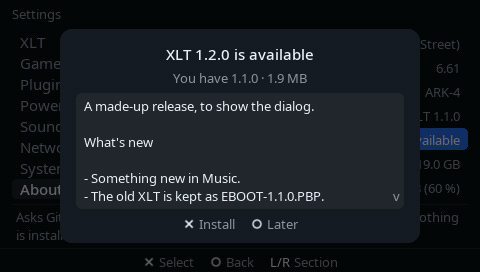 Settings
XLT
Game
Plugin
Power
Sound
Netwo
System
About
Street)
6.61
ARK-4
LT 1.1.0
vailable
19.0 GB
(60 %)
Asks Git
othing
is install
XLT 1.2.0 is available
You have 1.1.0 · 1.9 MB
A made-up release, to show the dialog.
What's new
- Something new in Music.
- The old XLT is kept as EBOOT-1.1.0.PBP.
v
Install Later
Select Back L/R Section